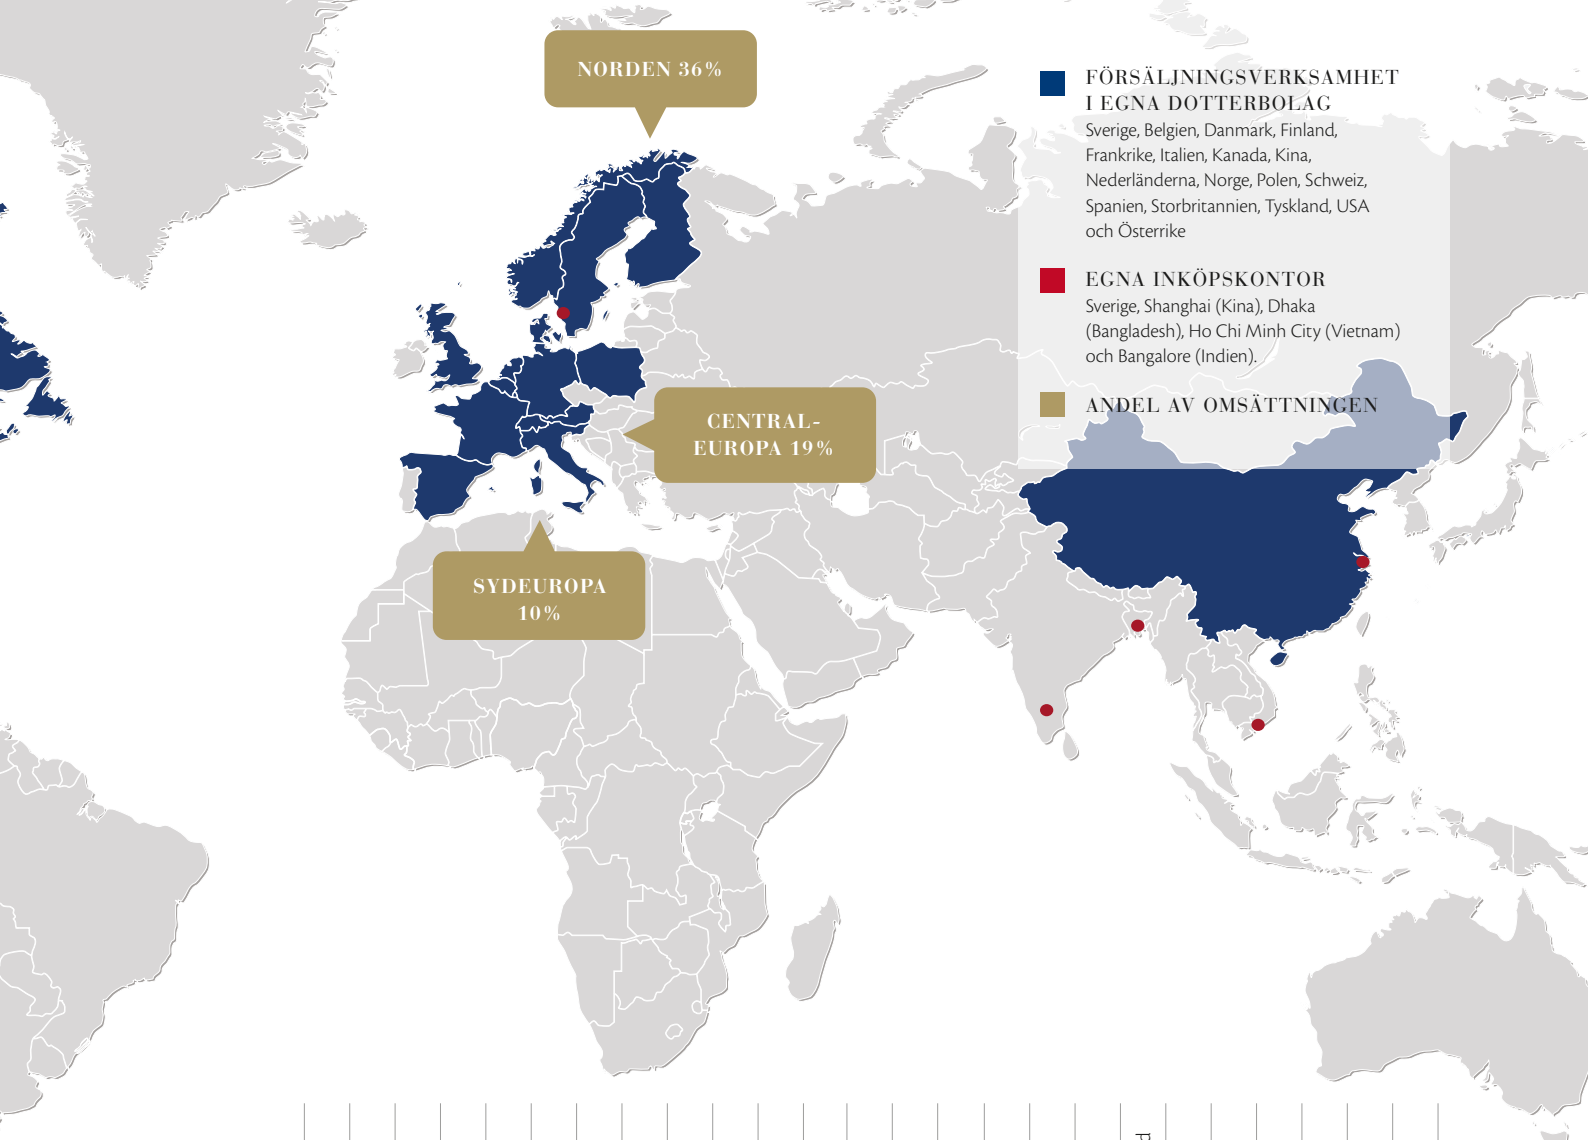 NORDEN 36%
FÖRSÄLJNINGSVERKSAMHET
I EGNA DOTTERBOLAG
Sverige, Belgien, Danmark, Finland,
Frankrike, Italien, Kanada, Kina,
Nederländerna, Norge, Polen, Schweiz,
Spanien, Storbritannien, Tyskland, USA
och Österrike
EGNA INKÖPSKONTOR
Sverige, Shanghai (Kina), Dhaka
(Bangladesh), Ho Chi Minh City (Vietnam)
och Bangalore (Indien).
ANDEL AV OMSÄTTNINGEN
CENTRAL-
EUROPA 19%
SYDEUROPA
10%